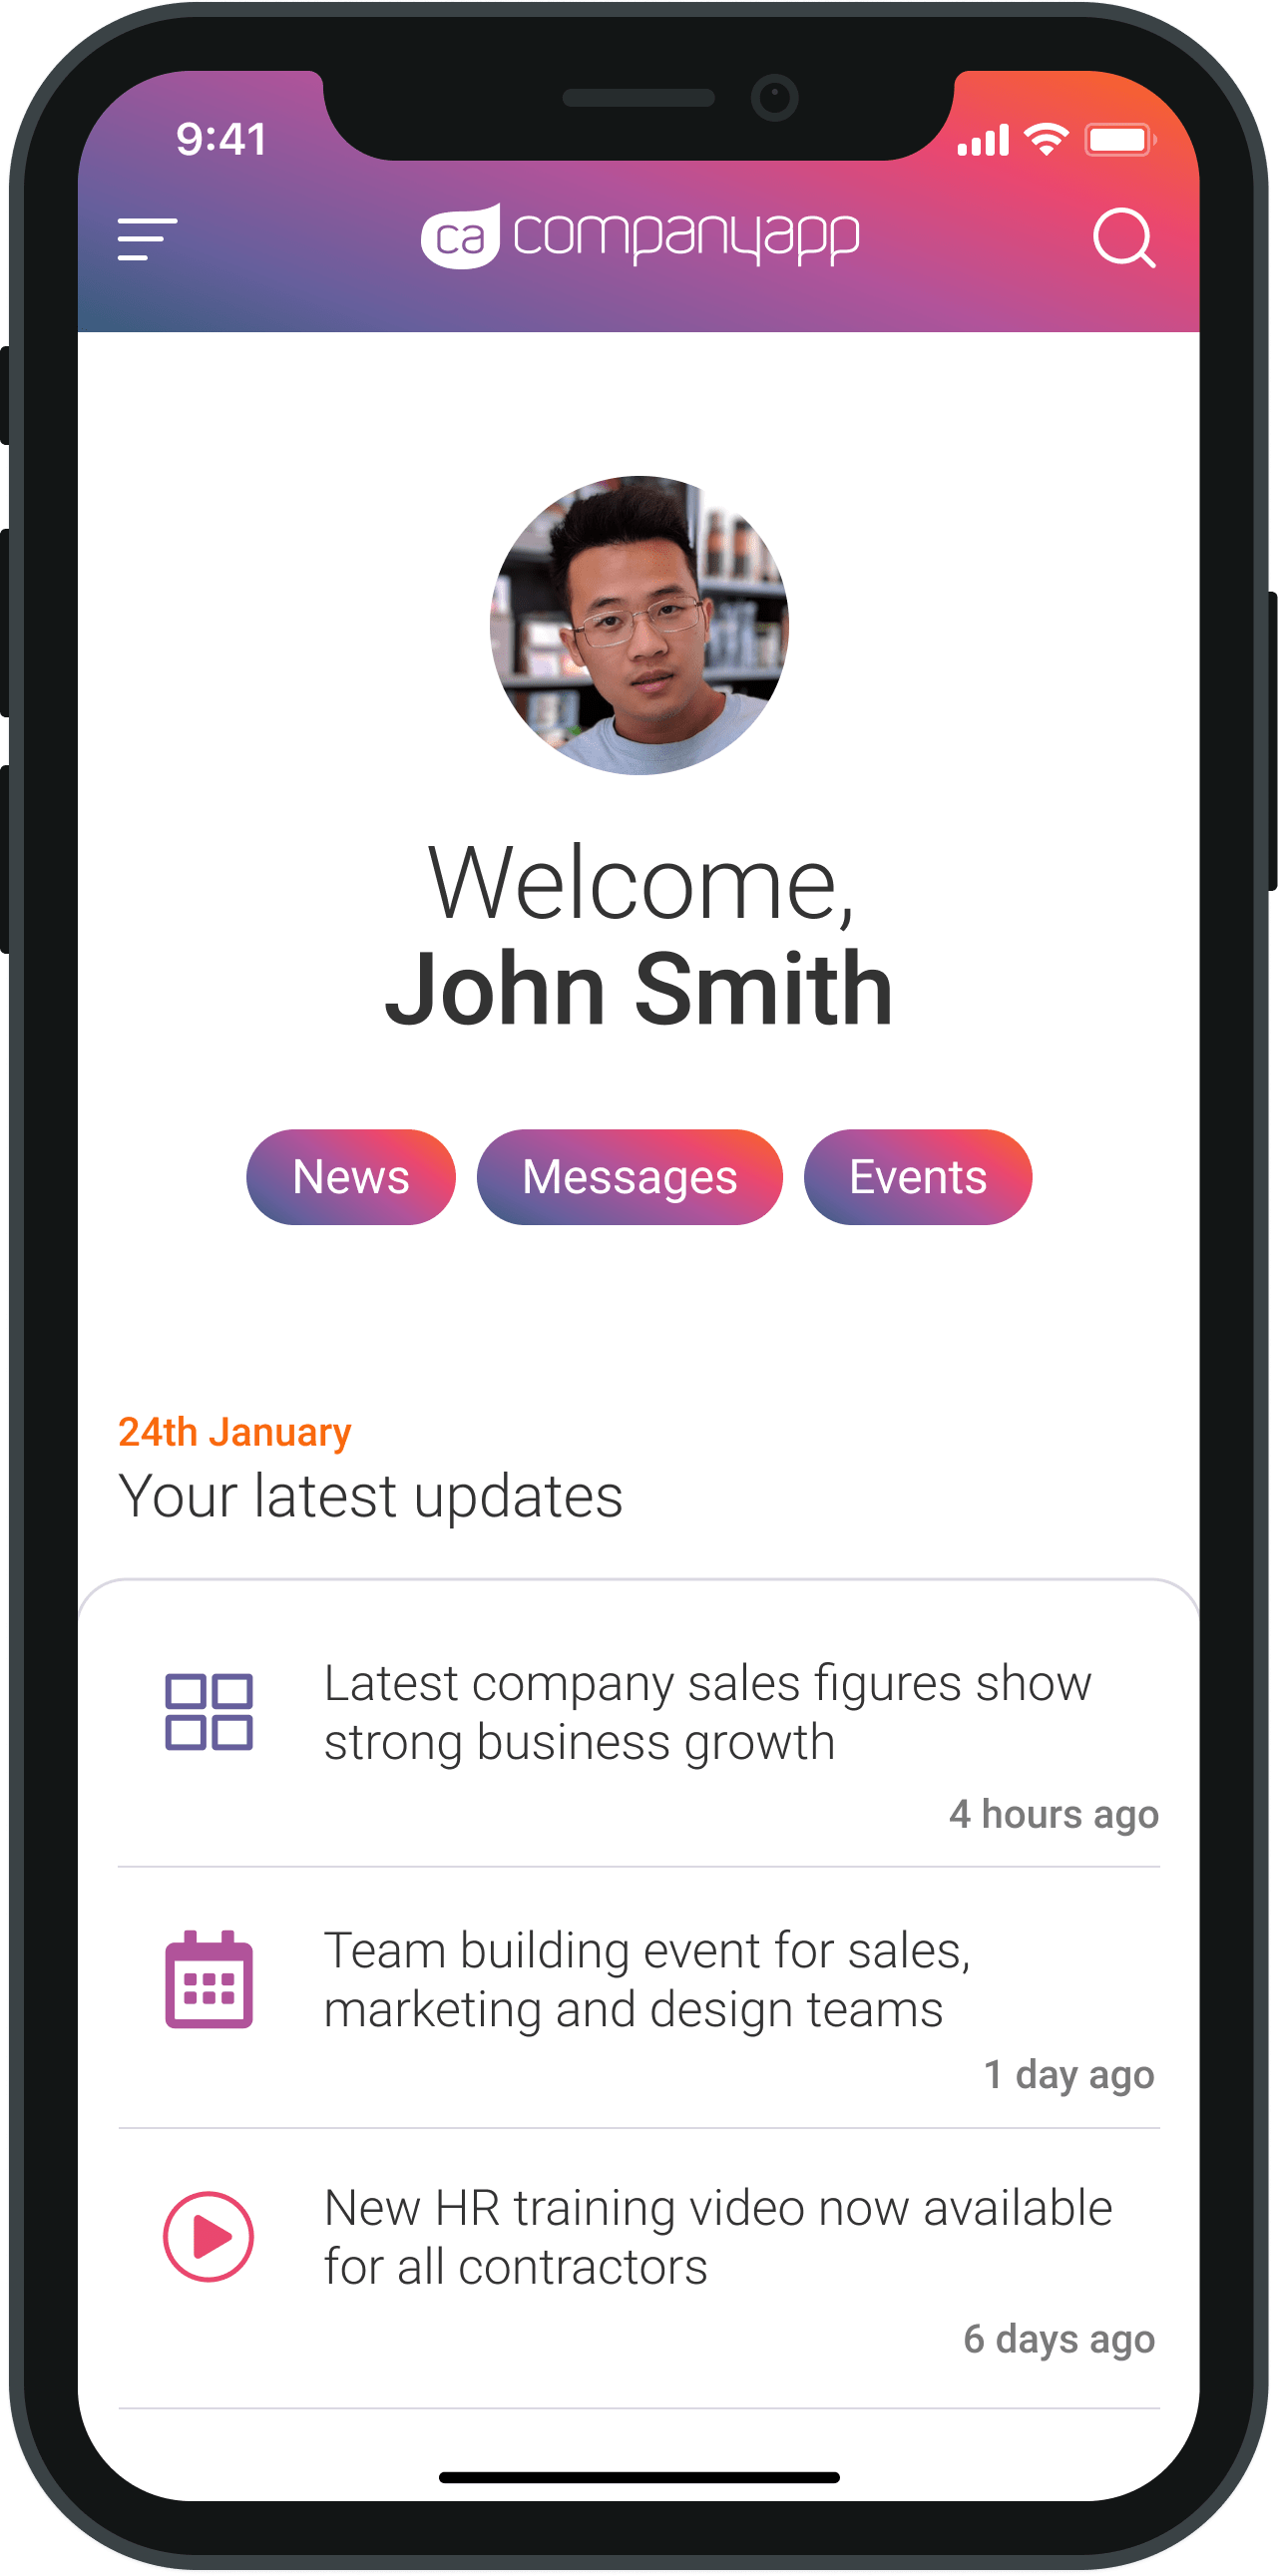 9:41
ca companyapp
Welcome,
John Smith
News Messages Events
24th January
Your latest updates
Latest company sales figures show
strong business growth
4 hours ago
Team building event for sales,
marketing and design teams
1 day ago
New HR training video now available
for all contractors
6 days ago